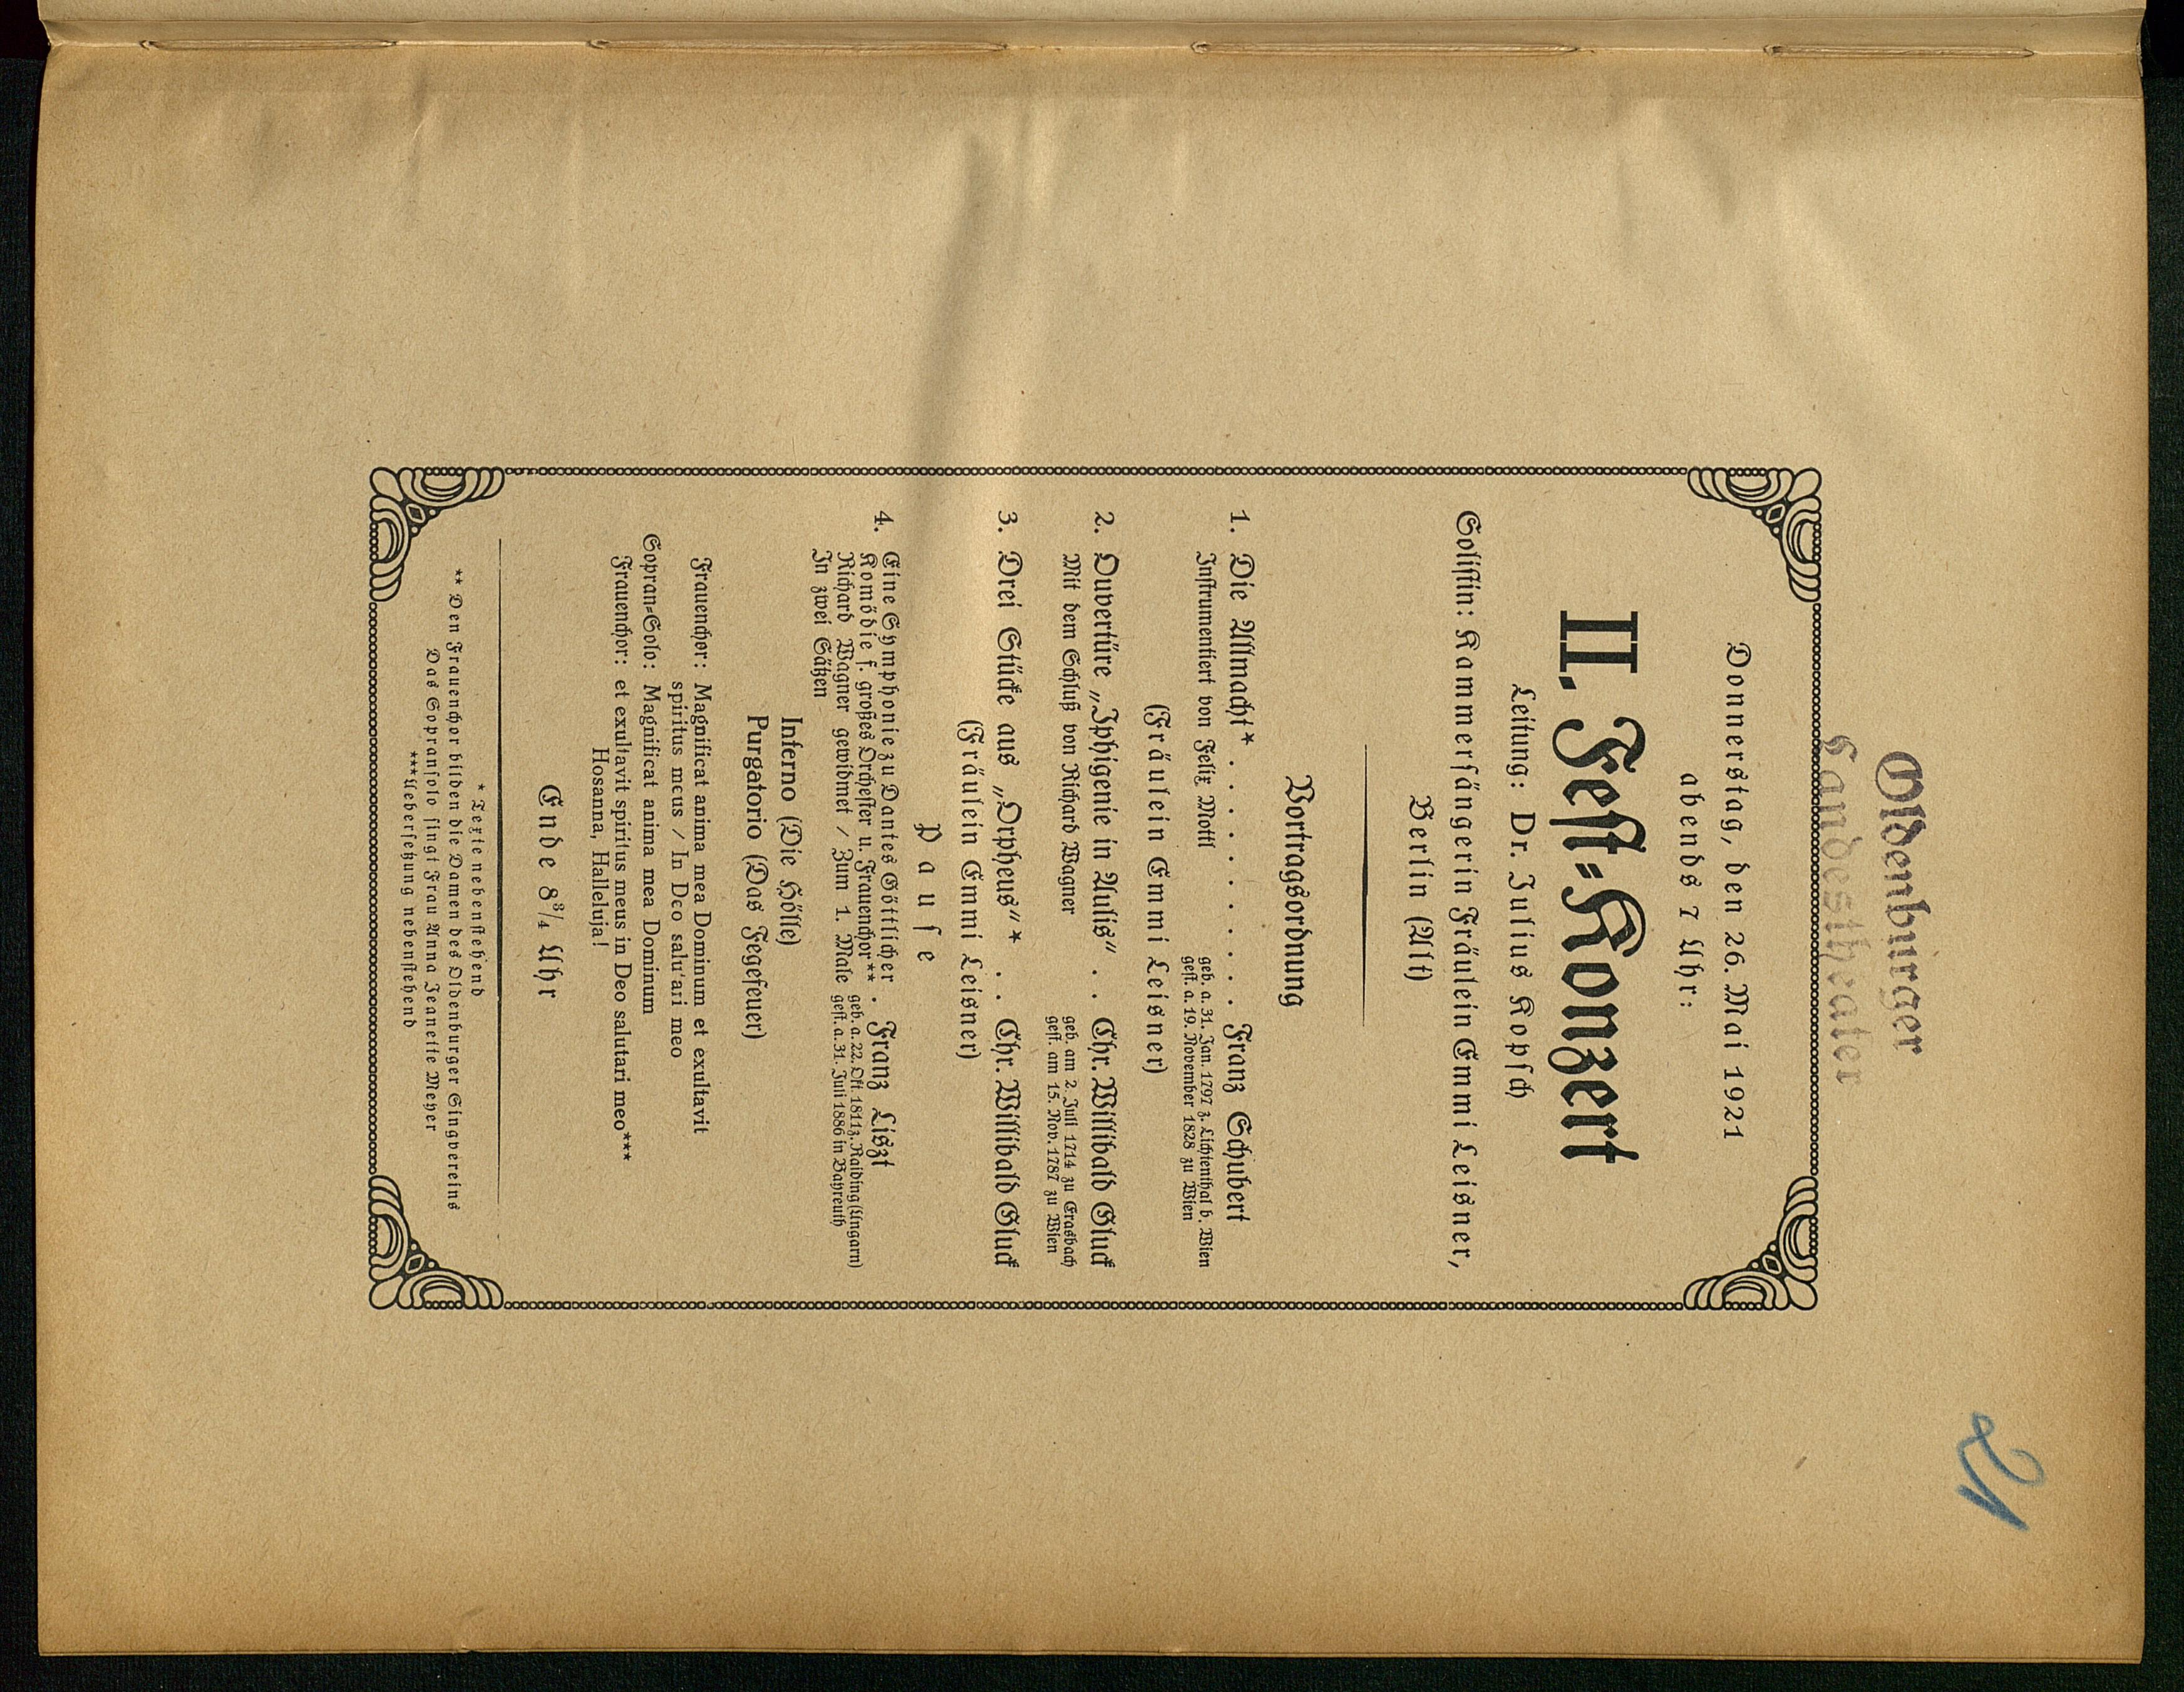 21
Oldenburger
Landestheater
Donnerstag, den 26. Mai 1921
abends 7 Uhr:
II. Fest-Konzert
Leitung: Dr. Julius Kopsch
Solistin: Kammersängerin Fräulein Emmi Leisner,
Berlin (Alt)
Vortragsordnung
1. Die Allmacht* . . . . . . . . . Franz Schubert
Instrumentiert von Felix Mottl
geb. a. 31. Jan. 1797 z. Lichtenthal b. Wien
gest. a. 19. November 1828 zu Wien
(Fräulein Emmi Leisner)
2. Ouvertüre „Iphigenie in Aulis“ . . Chr. Willibald Gluck
Mit dem Schluß von Richard Wagner
geb. am 2. Juli 1714 zu Erasbach
gest. am 15. Nov. 1787 zu Wien
3. Drei Stücke aus „Orpheus“* . . Chr. Willibald Gluck
(Fräulein Emmi Leisner)
Pause
4. Eine Symphonie zu Dantes Göttlicher
Komödie f. großes Orchester u. Frauenchor** . Franz Liszt
Richard Wagner gewidmet / Zum 1. Male
In zwei Sätzen
geb. a. 22. Okt 1811 z. Raiding (Ungarn)
gest. a. 31. Juli 1886 in Bayreuth
Inferno (Die Hölle)
Purgatorio (Das Fegefeuer)
Frauenchor: Magnificat anima mea Dominum et exultavit
spiritus mcus / In Dco salu'ari meo
Sopran-Solo: Magnificat anima mea Dominum
Frauenchor: et exultavit spiritus meus in Deo salutari meo***
Hosanna, Halleluja!
Ende 8¾ Uhr
* Texte nebenstehend
** Den Frauenchor bilden die Damen des Oldenburger Singvereins
Das Sopransolo singt Frau Anna Jeanette Meyer
***Uebersetzung nebenstehend